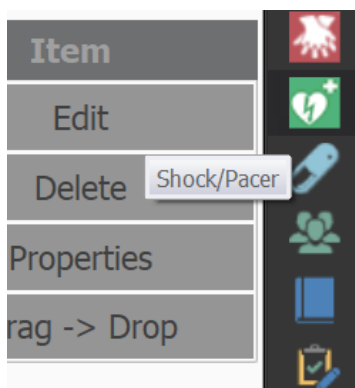 Item
Edit
Delete
Shock/Pacer
Properties
rag -> Drop